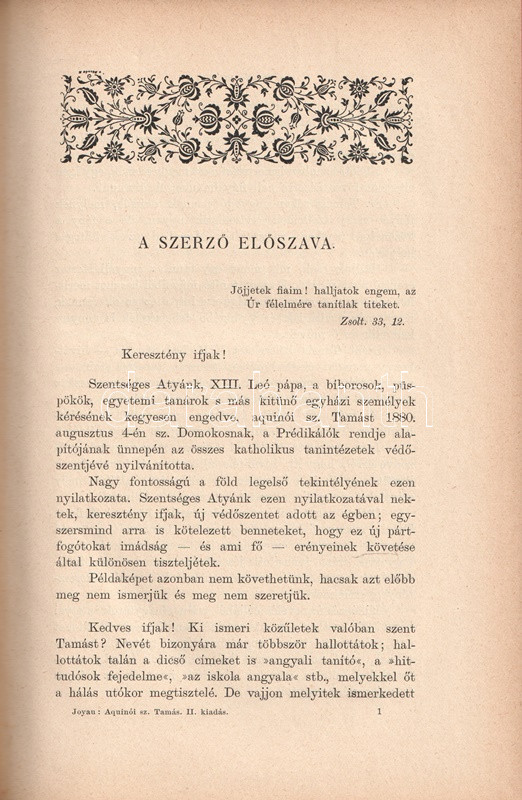 A SZERZŐ ELŐSZAVA.
Jöjjetek fiaim! halljatok engem, az
Úr félelmére tanítlak titeket.
Zsolt. 33, 12.
Keresztény ifjak!
Szentséges Atyánk, XIII. Leó pápa, a bíborosok, püs-
pökök, egyetemi tanárok s más kitünő egyházi személyek
kérésének kegyesen engedve, aquinói sz. Tamást 1880.
augusztus 4-én sz. Domokosnak, a Prédikálók rendje ala-
pítójának ünnepén az összes katholikus tanintézetek védő-
szentjévé nyilvánította.
Nagy fontosságú a föld legelső tekintélyének ezen
nyilatkozata. Szentséges Atyánk ezen nyilatkozatával nek-
tek, keresztény ifjak, új védőszentet adott az égben; egy-
szersmind arra is kötelezett benneteket, hogy ez új párt-
fogótokat imádság — és ami fő — erényeinek követése
által különösen tiszteljétek.
Példaképet azonban nem követhetünk, hacsak azt előbb
meg nem ismerjük és meg nem szeretjük.
Kedves ifjak! Ki ismeri közületek valóban szent
Tamást? Nevét bizonyára már többször hallottátok; hal-
lottátok talán a dicső címeket is »angyali tanító«, a »hit-
tudósok fejedelme«, »az iskola angyala« stb., melyekkel őt
a hálás utókor megtisztelé. De vajjon melyitek ismerkedett
Joyau: Aquinói sz. Tamás. II. kiadás. 1